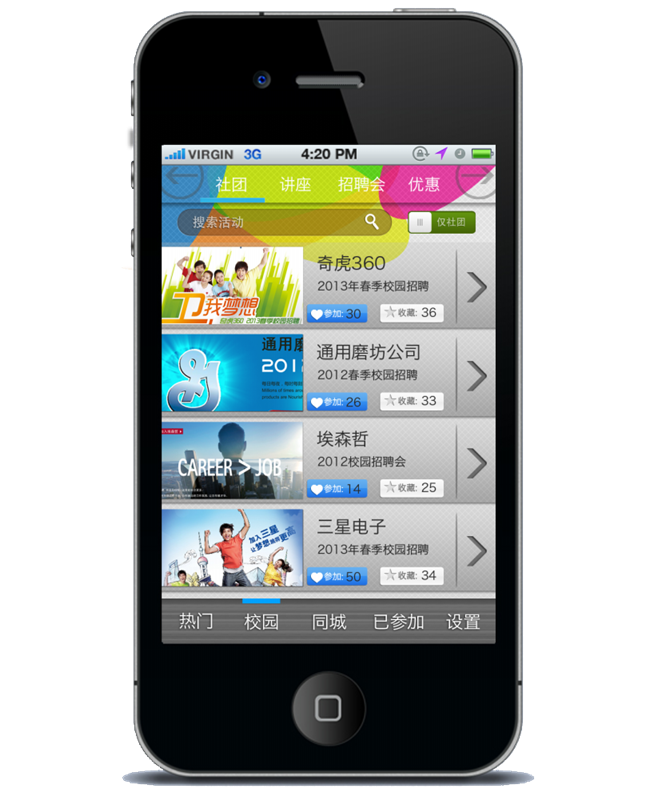 VIRGIN 3G 4:20 PM
社团 讲座 招聘会 优惠
搜索活动 仅社团
卫我梦想
奇虎360 2013春季校园招聘
奇虎360
2013年春季校园招聘
参加: 30 收藏: 36
通用磨
201
通用磨坊公司
2012春季校园招聘
参加: 26 收藏: 33
CAREER > JOB
埃森哲
2012校园招聘会
参加: 14 收藏: 25
加入三星
让梦想越而更高
三星电子
2013年春季校园招聘
参加: 50 收藏: 34
热门 校园 同城 已参加 设置